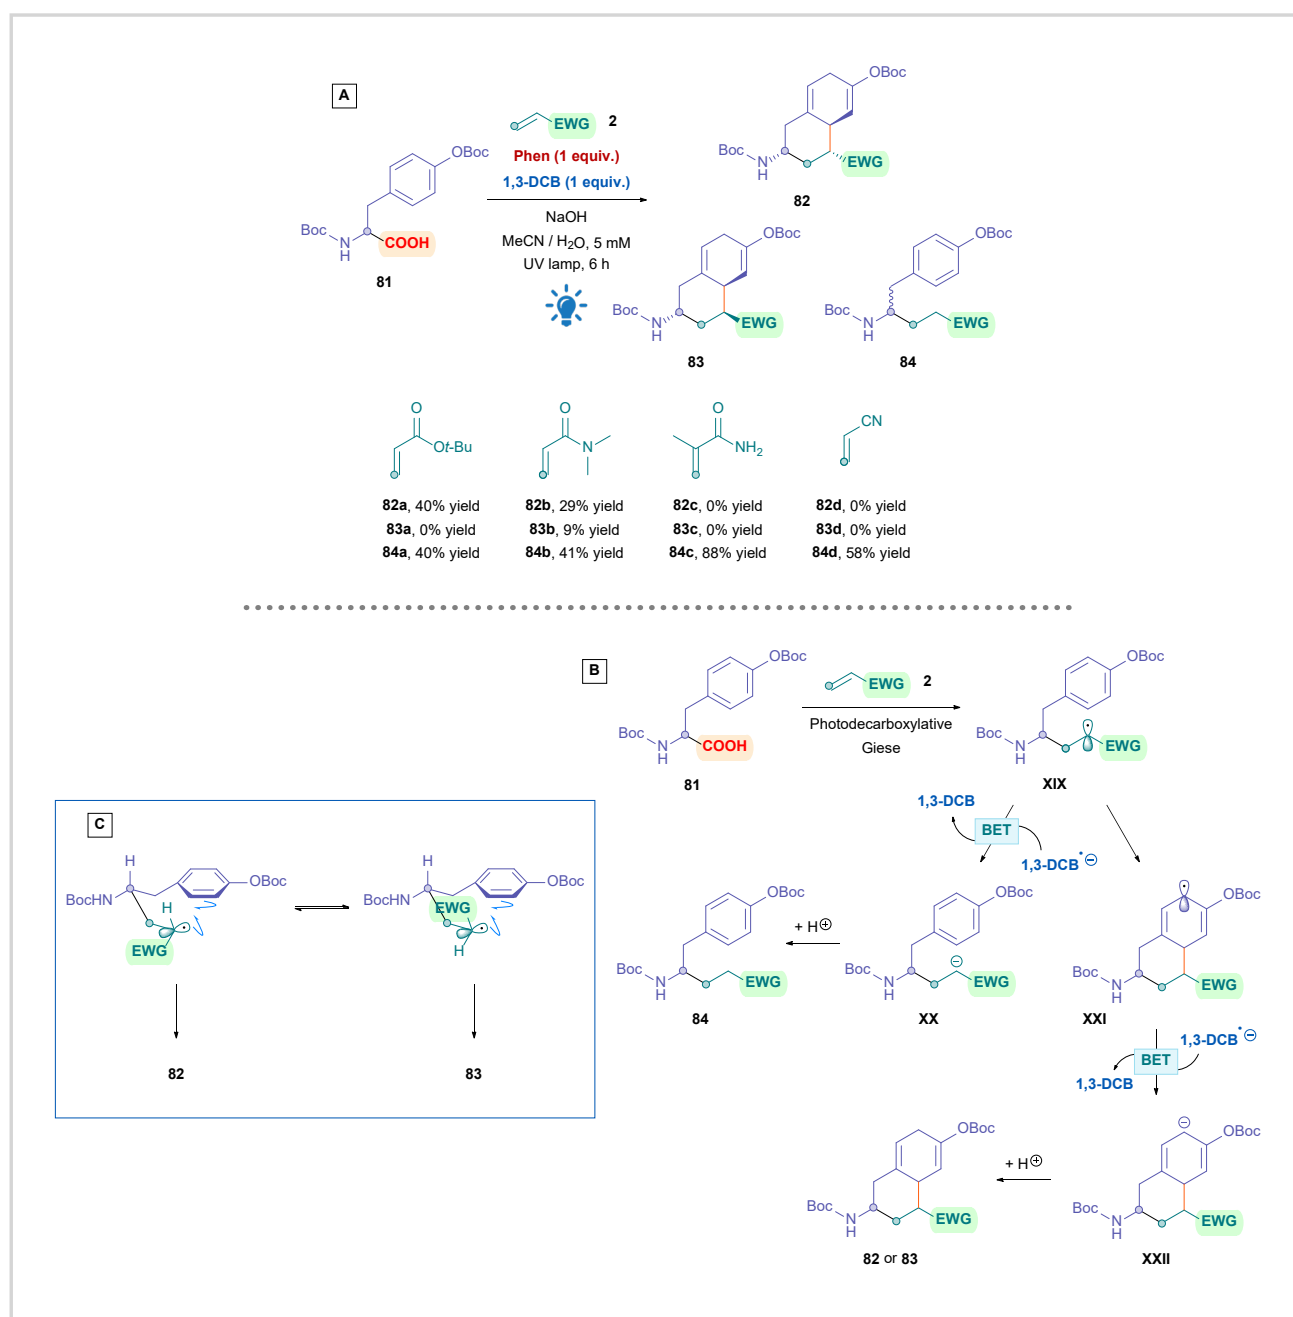 A
EWG 2
Phen (1 equiv.)
1,3-DCB (1 equiv.)
NaOH
MeCN / H2O, 5 mM
UV lamp, 6 h
OBoc
Boc
N
H
COOH
81
OBoc
Boc
N
H
EWG
82
OBoc
Boc
N
H
EWG
83
OBoc
Boc
N
H
EWG
84
O
Ot-Bu
82a, 40% yield
83a, 0% yield
84a, 40% yield
O
N
82b, 29% yield
83b, 9% yield
84b, 41% yield
O
NH2
82c, 0% yield
83c, 0% yield
84c, 88% yield
CN
82d, 0% yield
83d, 0% yield
84d, 58% yield
B
OBoc
Boc
N
H
COOH
81
EWG 2
Photodecarboxylative
Giese
OBoc
Boc
N
H
EWG
XIX
1,3-DCB
BET
1,3-DCB•⊖
OBoc
Boc
N
H
⊖
EWG
XX
+ H⊕
OBoc
Boc
N
H
EWG
84
OBoc
Boc
N
H
EWG
XXI
1,3-DCB•⊖
BET
1,3-DCB
⊖
OBoc
Boc
N
H
EWG
XXII
+ H⊕
OBoc
Boc
N
H
EWG
82 or 83
C
H
BocHN
OBoc
H
EWG
82
H
BocHN
OBoc
EWG
H
83